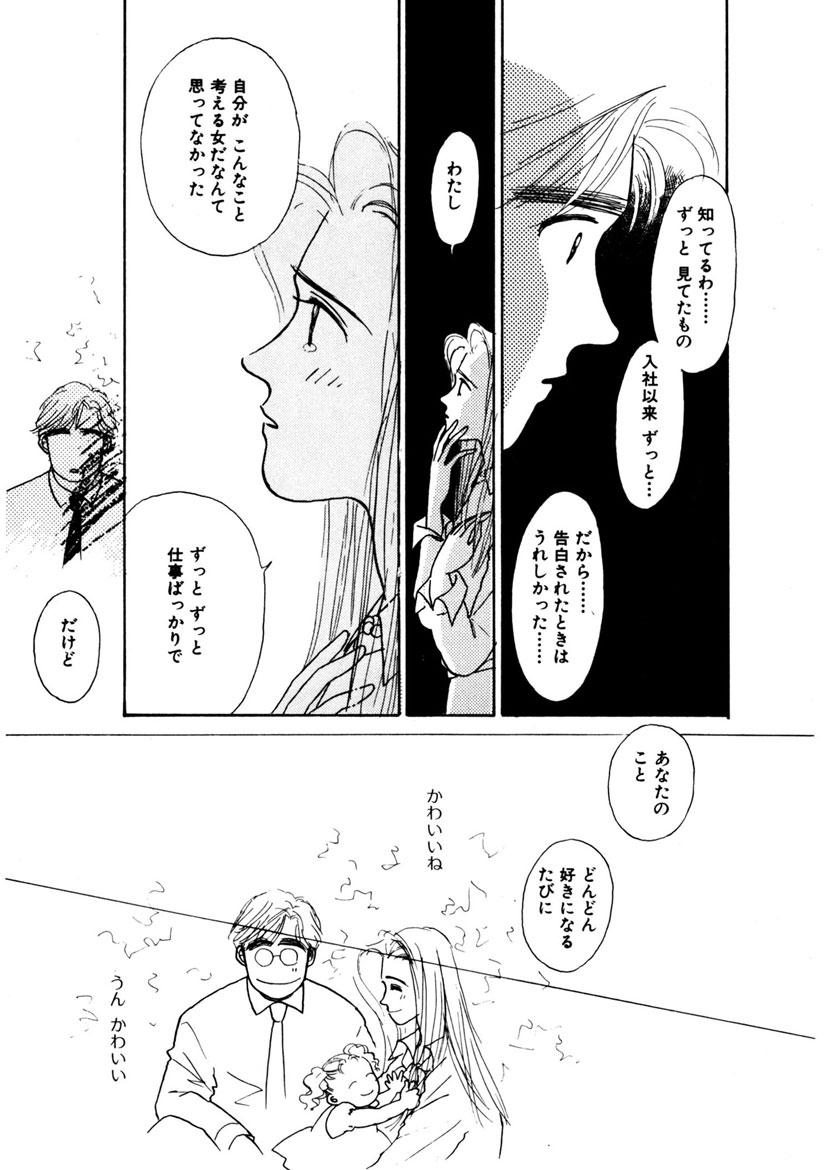 知ってるわ……
ずっと 見てたもの
入社以来 ずっと…
だから……
告白されたときは
うれしかった……
わたし
自分が こんなこと
考える女だなんて
思ってなかった
ずっと ずっと
仕事ばっかりで
だけど
あなたの
こと
どんどん
好きになる
たびに
かわいいね
うん かわいい